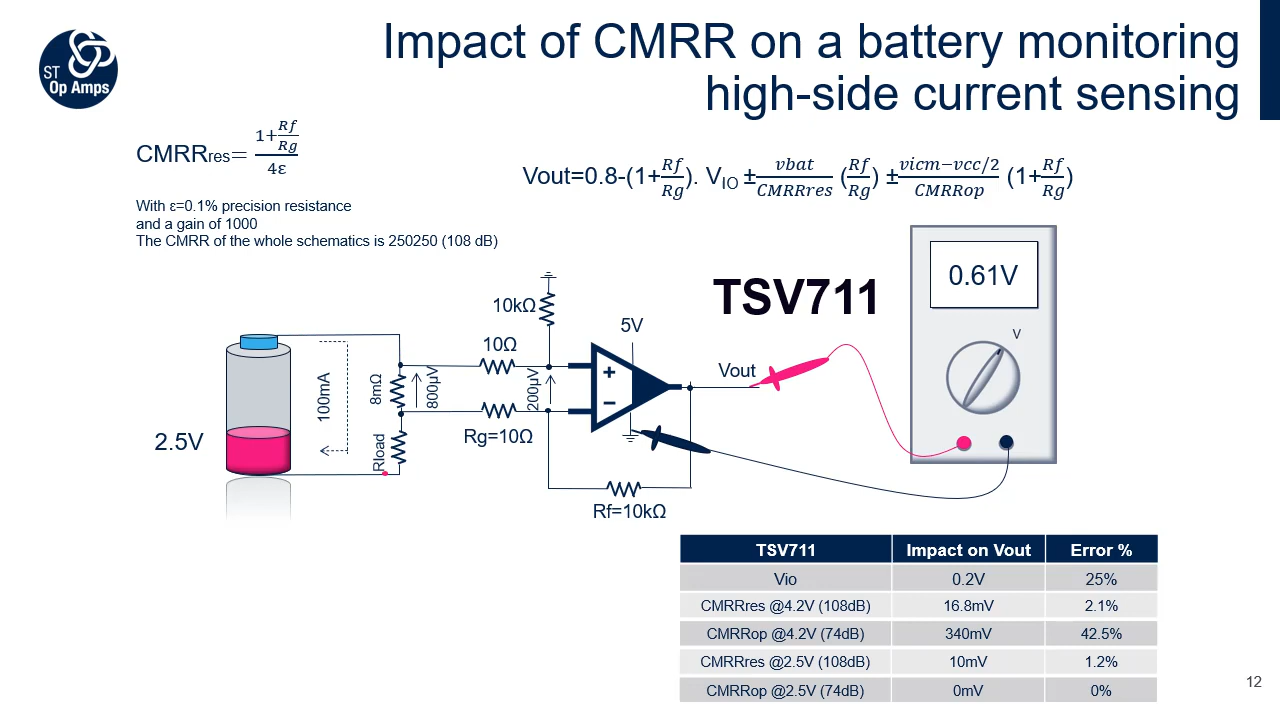 Impact of CMRR on a battery monitoring
high-side current sensing
ST
Op Amps
CMRRres= (1+Rf/Rg)/4ε
With ε=0.1% precision resistance
and a gain of 1000
The CMRR of the whole schematics is 250250 (108 dB)
Vout=0.8-(1+Rf/Rg). VIO ±vbat/CMRRres (Rf/Rg) ±(vicm−vcc/2)/CMRRop (1+Rf/Rg)
TSV711
0.61V
V
10kΩ
5V
10Ω
Vout
100mA
8mΩ
800µV
200µV
2.5V
Rg=10Ω
Rload
Rf=10kΩ
TSV711 Impact on Vout Error %
Vio 0.2V 25%
CMRRres @4.2V (108dB) 16.8mV 2.1%
CMRRop @4.2V (74dB) 340mV 42.5%
CMRRres @2.5V (108dB) 10mV 1.2%
CMRRop @2.5V (74dB) 0mV 0%
12